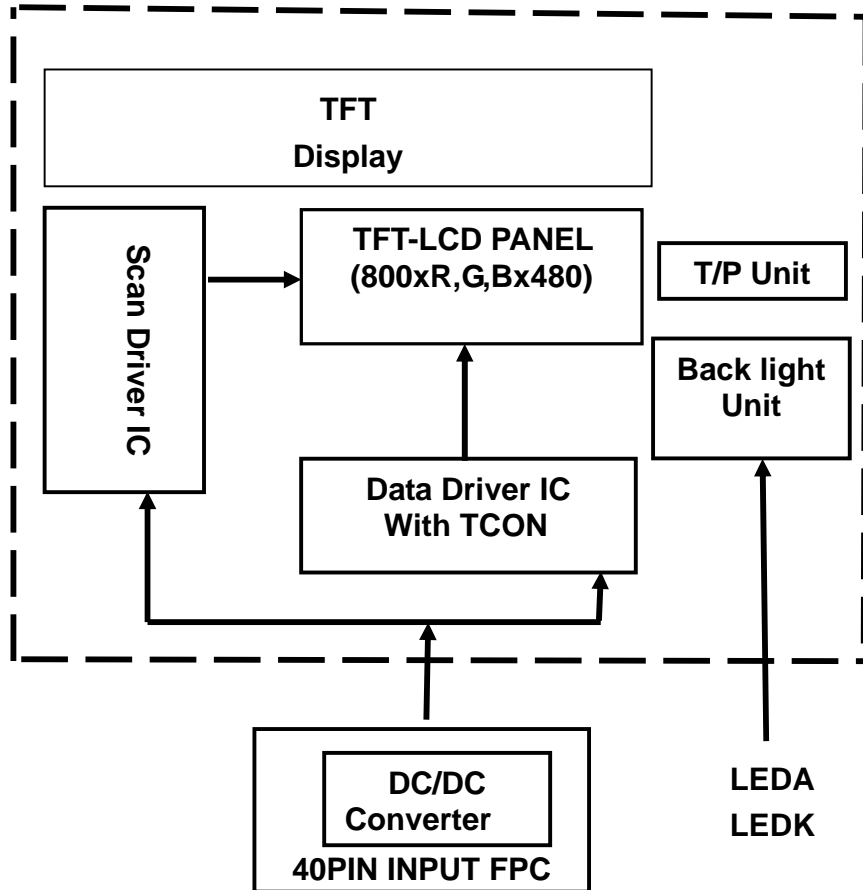 TFT
Display
Scan Driver IC
TFT-LCD PANEL
(800xR,G,Bx480)
T/P Unit
Back light
Unit
Data Driver IC
With TCON
DC/DC
Converter
40PIN INPUT FPC
LEDA
LEDK